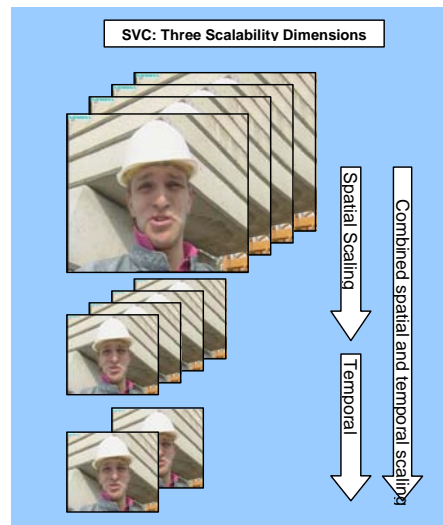 SVC: Three Scalability Dimensions
Spatial Scaling
Temporal
Combined spatial and temporal scaling